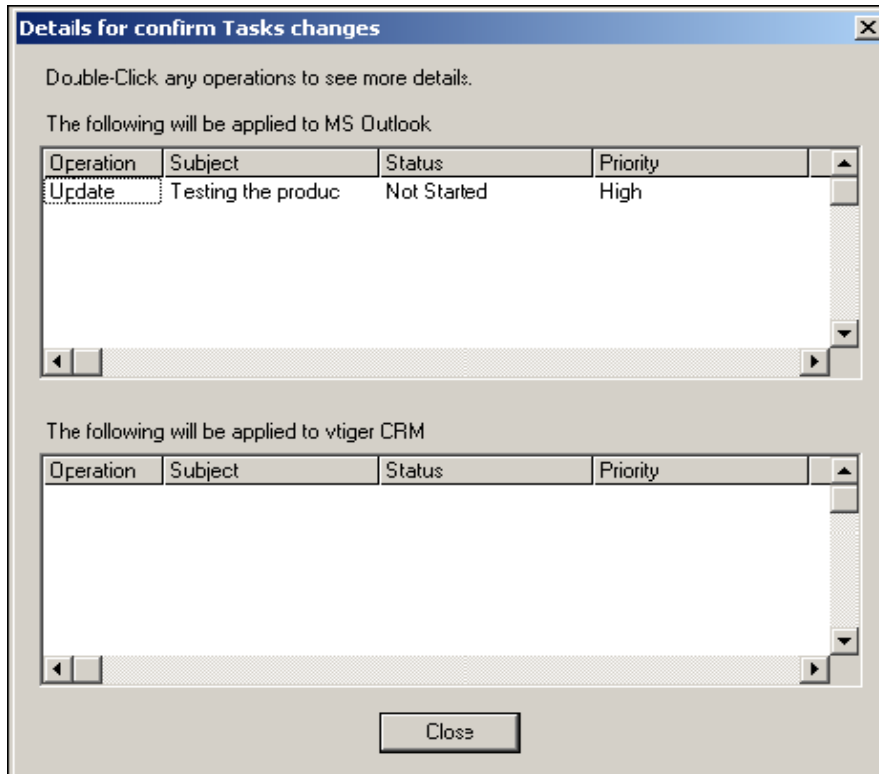 Details for confirm Tasks changes
Double-Click any operations to see more details.
The following will be applied to MS Outlook
Operation Subject Status Priority
Update Testing the produc Not Started High
The following will be applied to vtiger CRM
Operation Subject Status Priority
Close